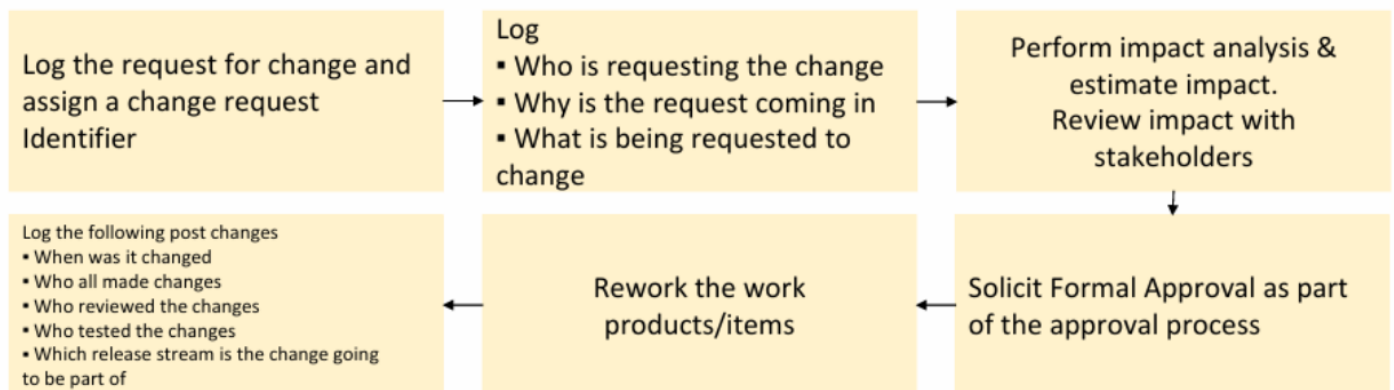 Log the request for change and
assign a change request
Identifier
Log
▪ Who is requesting the change
▪ Why is the request coming in
▪ What is being requested to
change
Perform impact analysis &
estimate impact.
Review impact with
stakeholders
Solicit Formal Approval as part
of the approval process
Rework the work
products/items
Log the following post changes
▪ When was it changed
▪ Who all made changes
▪ Who reviewed the changes
▪ Who tested the changes
▪ Which release stream is the change going
to be part of